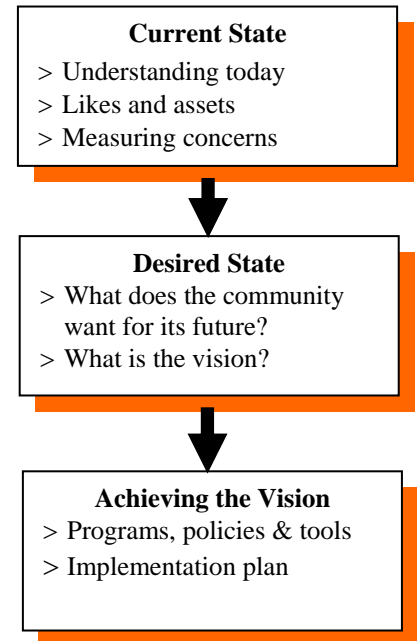 Current State
> Understanding today
> Likes and assets
> Measuring concerns
Desired State
> What does the community
want for its future?
> What is the vision?
Achieving the Vision
> Programs, policies & tools
> Implementation plan